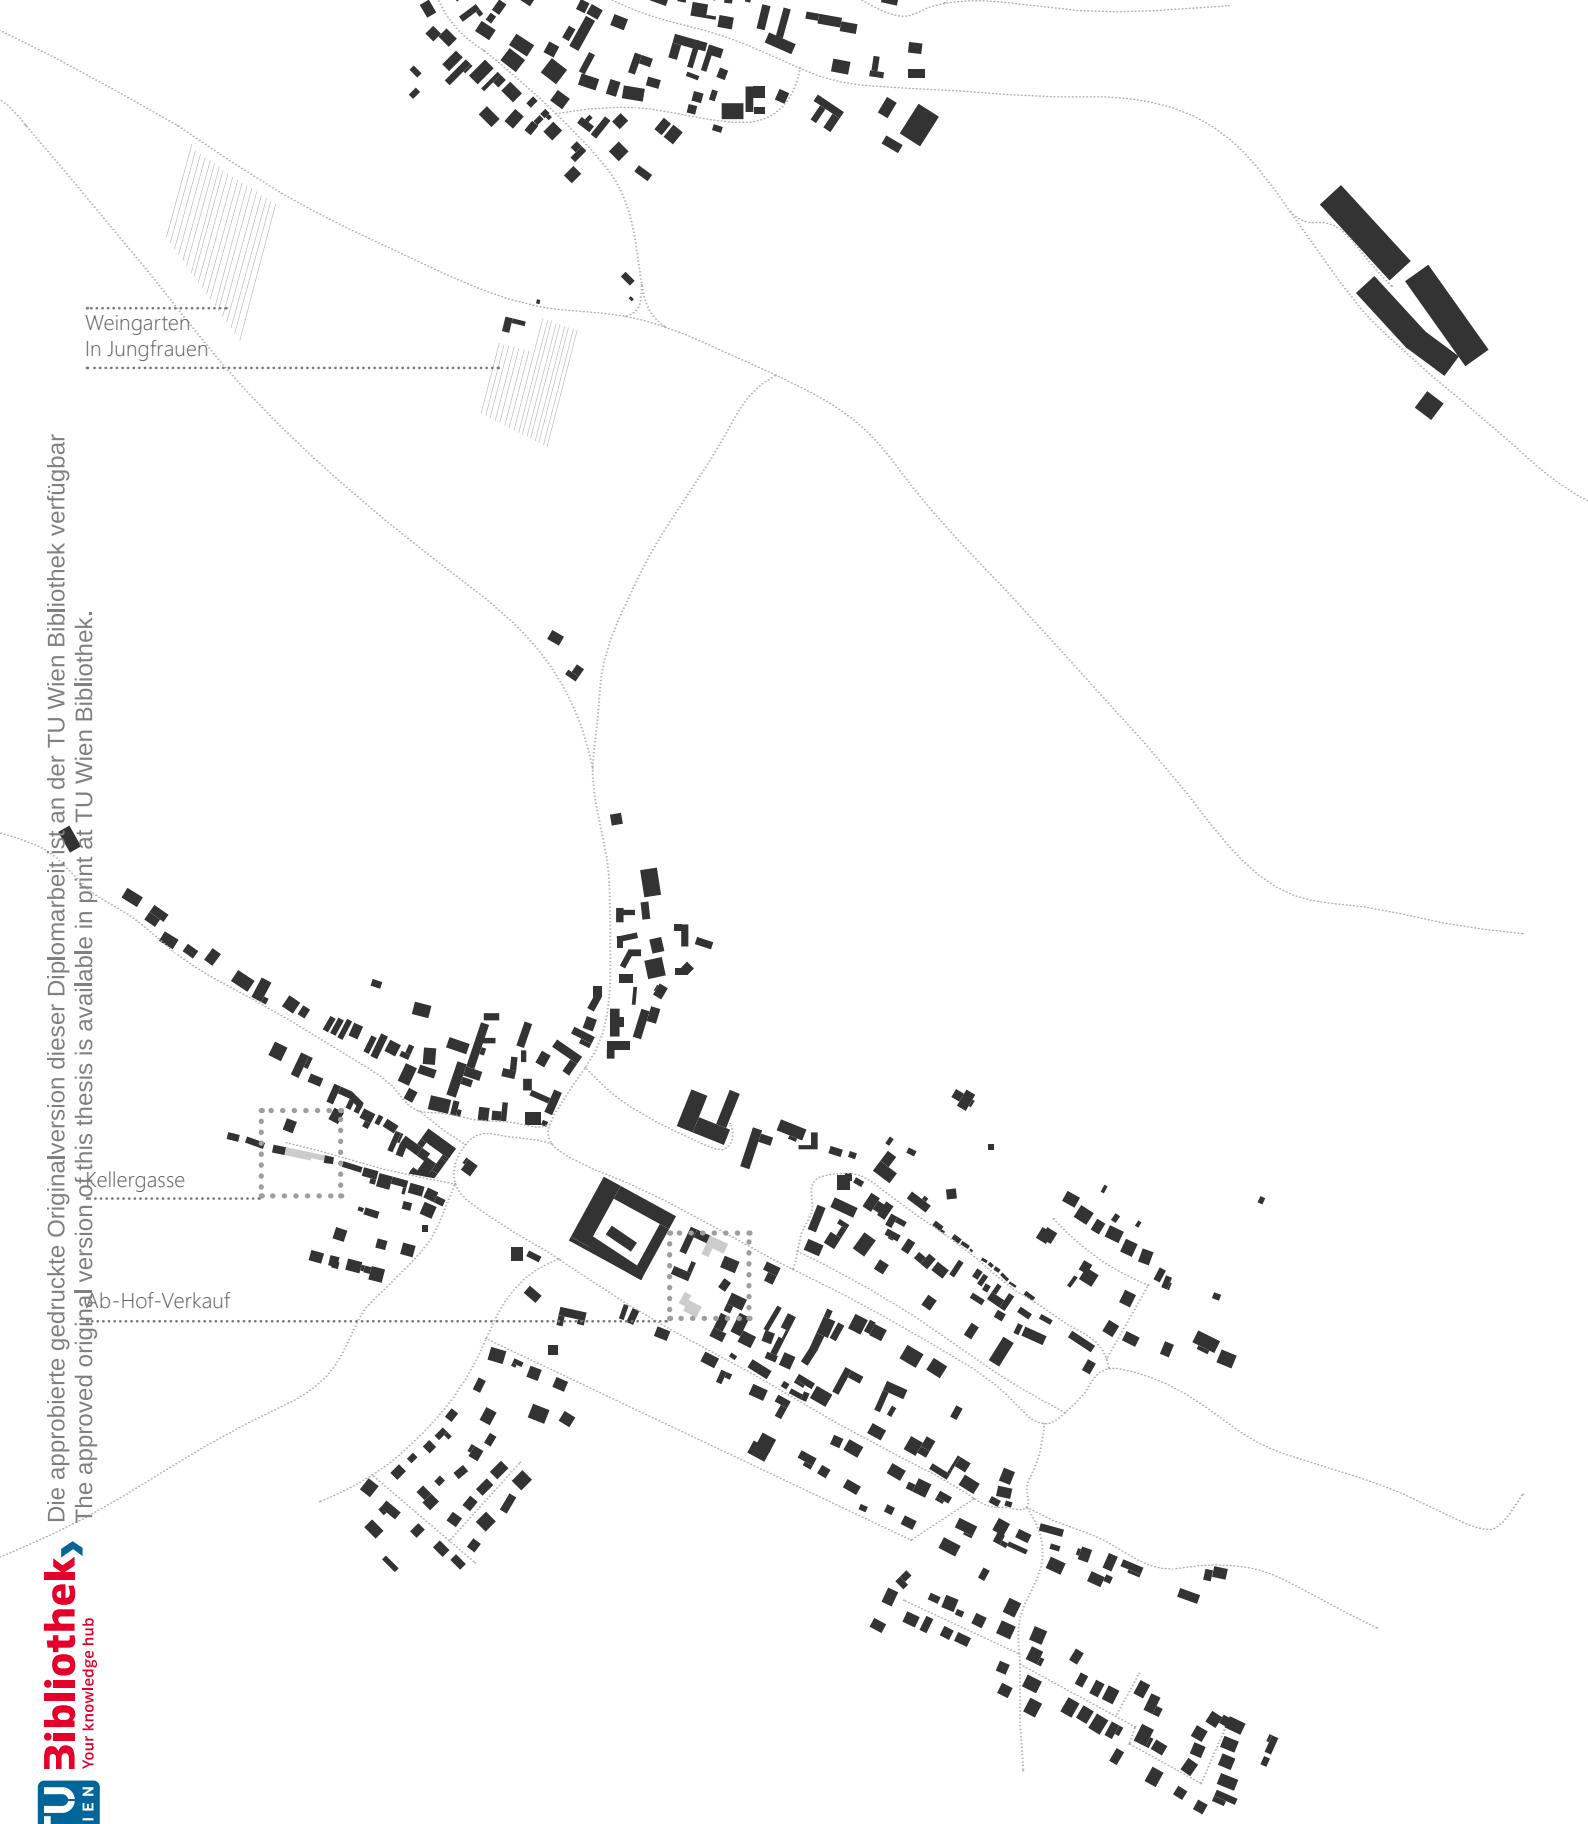 Weingarten
In Jungfrauen
Kellergasse
Ab-Hof-Verkauf
Die approbierte gedruckte Originalversion dieser Diplomarbeit ist an der TU Wien Bibliothek verfügbar
The approved original version of this thesis is available in print at TU Wien Bibliothek.
Bibliothek
Your knowledge hub
TU
IEN